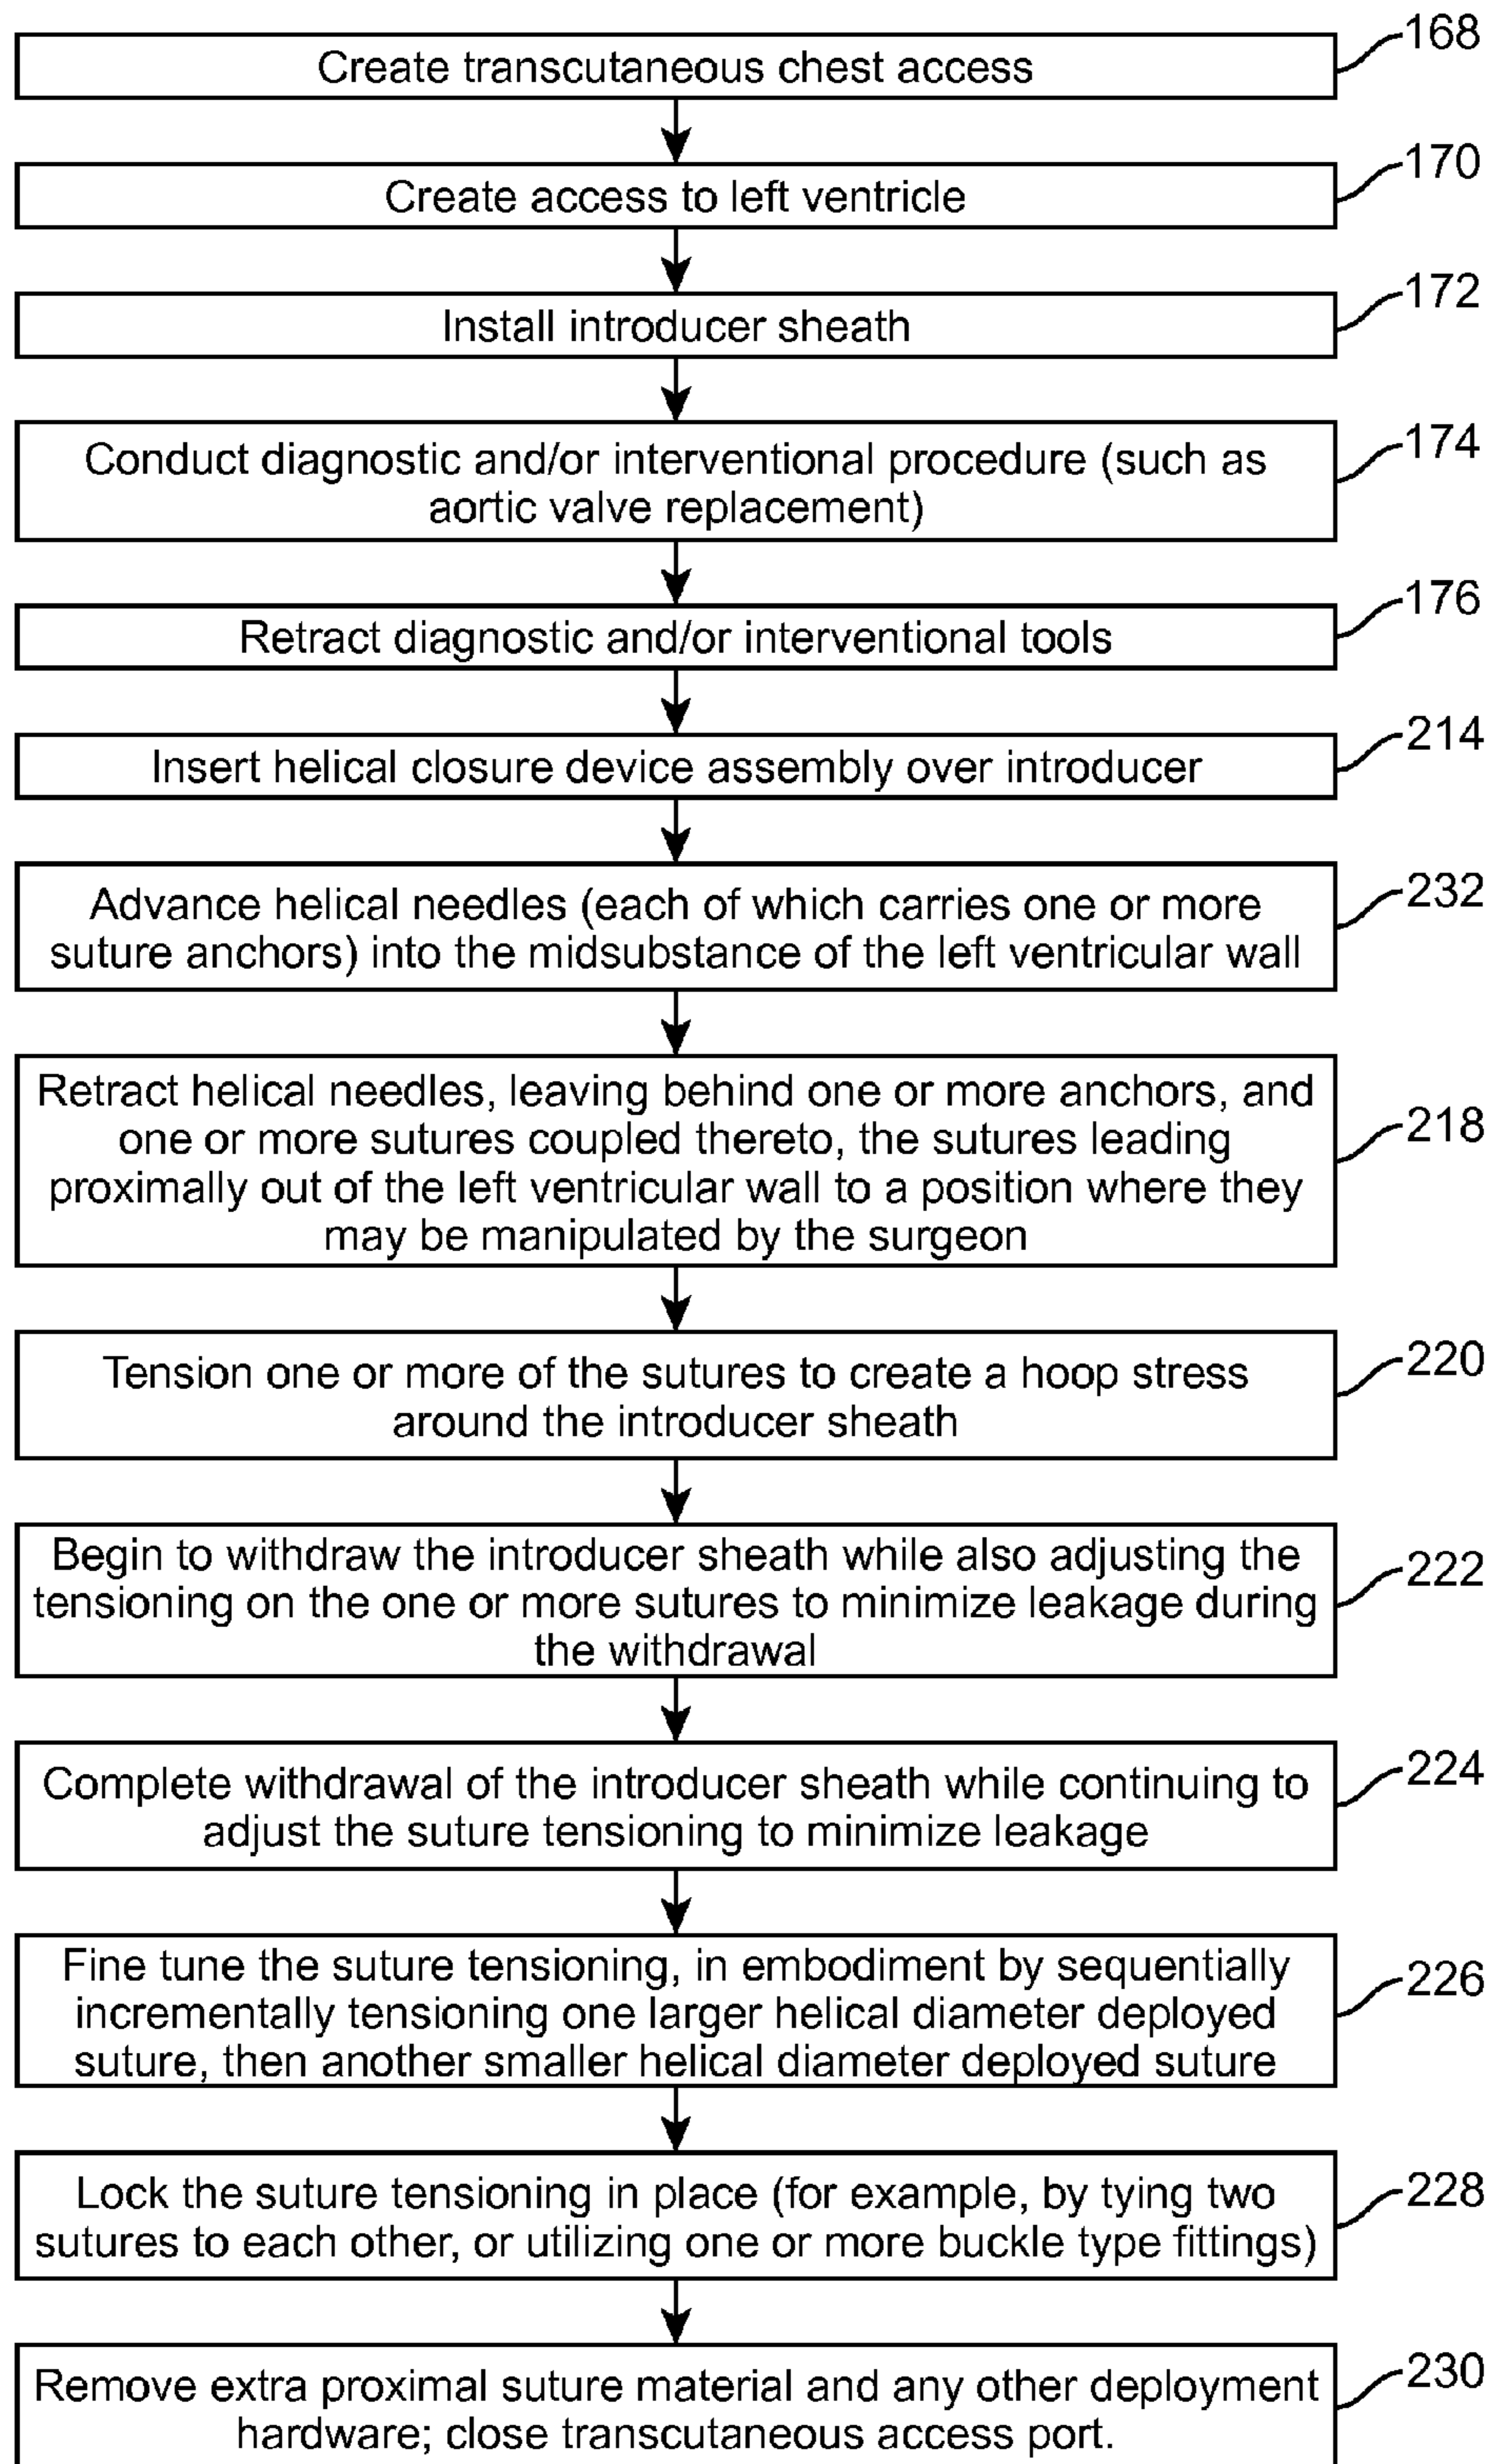 168
Create transcutaneous chest access
170
Create access to left ventricle
172
Install introducer sheath
174
Conduct diagnostic and/or interventional procedure (such as
aortic valve replacement)
176
Retract diagnostic and/or interventional tools
214
Insert helical closure device assembly over introducer
232
Advance helical needles (each of which carries one or more
suture anchors) into the midsubstance of the left ventricular wall
218
Retract helical needles, leaving behind one or more anchors, and
one or more sutures coupled thereto, the sutures leading
proximally out of the left ventricular wall to a position where they
may be manipulated by the surgeon
220
Tension one or more of the sutures to create a hoop stress
around the introducer sheath
222
Begin to withdraw the introducer sheath while also adjusting the
tensioning on the one or more sutures to minimize leakage during
the withdrawal
224
Complete withdrawal of the introducer sheath while continuing to
adjust the suture tensioning to minimize leakage
226
Fine tune the suture tensioning, in embodiment by sequentially
incrementally tensioning one larger helical diameter deployed
suture, then another smaller helical diameter deployed suture
228
Lock the suture tensioning in place (for example, by tying two
sutures to each other, or utilizing one or more buckle type fittings)
230
Remove extra proximal suture material and any other deployment
hardware; close transcutaneous access port.